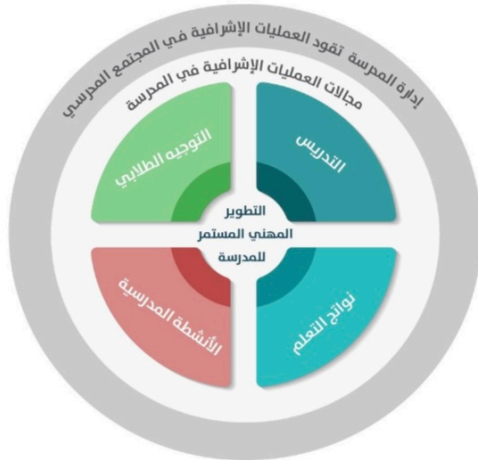 إدارة المدرسة تقود العمليات الإشرافية في المجتمع المدرسي
مجالات العمليات الإشرافية في المدرسة
التدريس
التوجيه الطلابي
التطوير
المهني المستمر
للمدرسة
نواتج التعلم
الأنشطة المدرسية